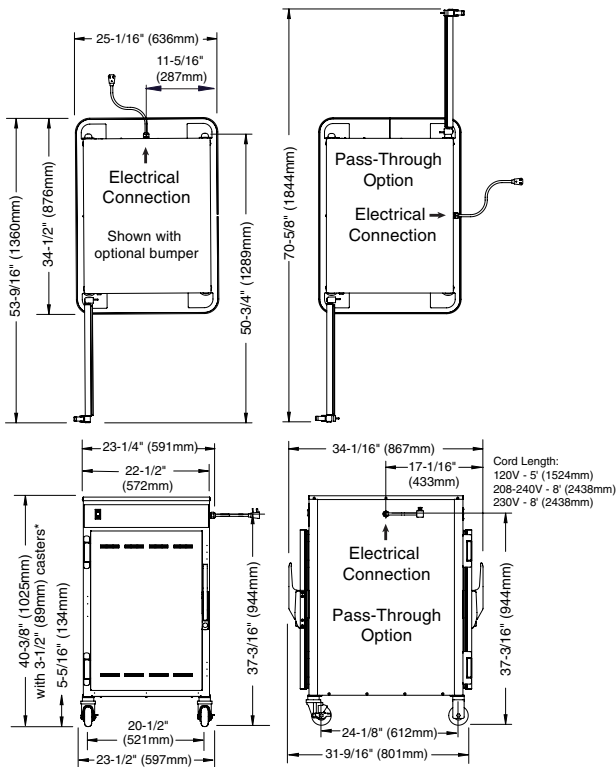 25-1/16" (636mm)
11-5/16"
(287mm)
53-9/16" (1360mm)
34-1/2" (876mm)
Electrical
Connection
Shown with
optional bumper
50-3/4" (1289mm)
70-5/8" (1844mm)
Pass-Through
Option
Electrical
Connection
23-1/4" (591mm)
22-1/2"
(572mm)
40-3/8" (1025mm)
with 3-1/2" (89mm) casters*
5-5/16" (134mm)
37-3/16" (944mm)
20-1/2"
(521mm)
23-1/2" (597mm)
34-1/16" (867mm)
17-1/16"
(433mm)
Cord Length:
120V - 5' (1524mm)
208-240V - 8' (2438mm)
230V - 8' (2438mm)
Electrical
Connection
Pass-Through
Option
37-3/16" (944mm)
24-1/8" (612mm)
31-9/16" (801mm)